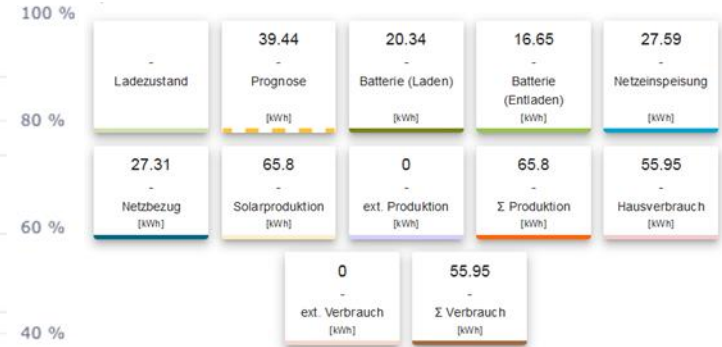 100 %
80 %
60 %
40 %
-
Ladezustand
39.44
-
Prognose
[kWh]
20.34
-
Batterie (Laden)
[kWh]
16.65
-
Batterie
(Entladen)
[kWh]
27.59
-
Netzeinspeisung
[kWh]
27.31
-
Netzbezug
[kWh]
65.8
-
Solarproduktion
[kWh]
0
-
ext. Produktion
[kWh]
65.8
-
Σ Produktion
[kWh]
55.95
-
Hausverbrauch
[kWh]
0
-
ext. Verbrauch
[kWh]
55.95
-
Σ Verbrauch
[kWh]